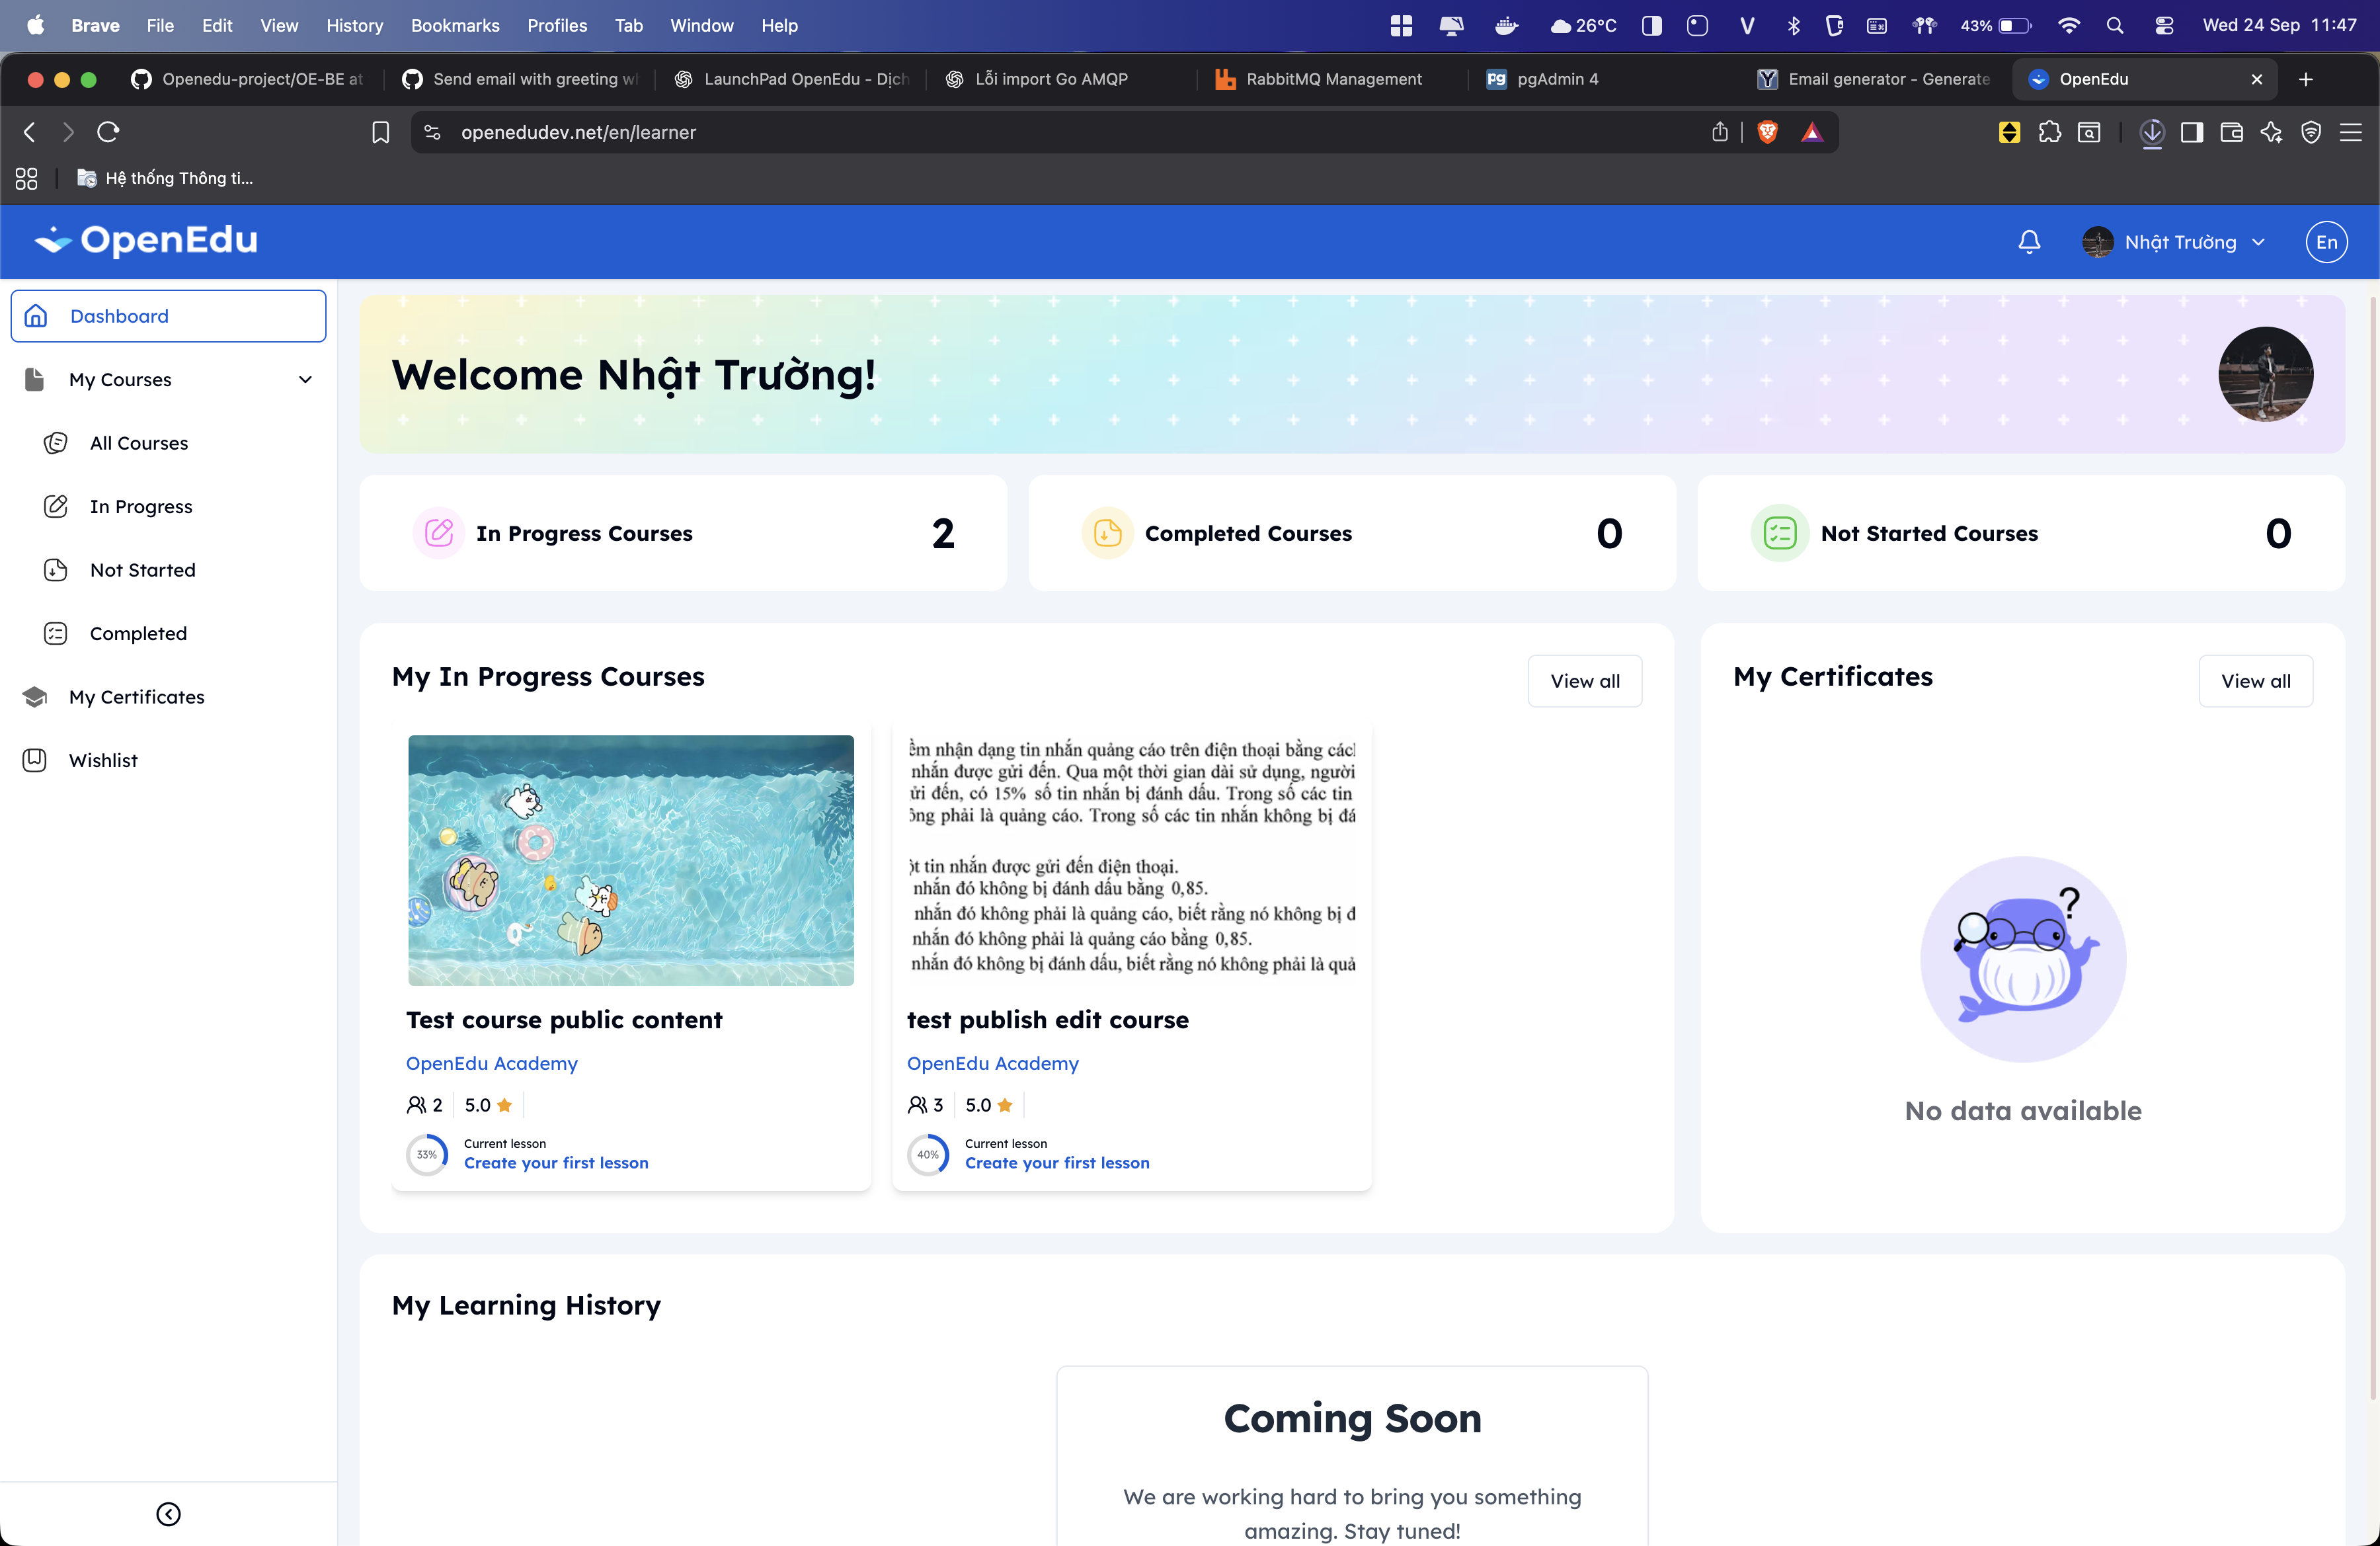 Brave File Edit View History Bookmarks Profiles Tab Window Help
26°C
43%
Wed 24 Sep 11:47
Openedu-project/OE-BE at
Send email with greeting wh
LaunchPad OpenEdu - Dịch
Lỗi import Go AMQP
RabbitMQ Management
pgAdmin 4
Email generator - Generate
OpenEdu
openedudev.net/en/learner
Hệ thống Thông ti...
OpenEdu
Nhật Trường
En
Dashboard
My Courses
All Courses
In Progress
Not Started
Completed
My Certificates
Wishlist
Welcome Nhật Trường!
In Progress Courses 2
Completed Courses 0
Not Started Courses 0
My In Progress Courses
View all
nhận dạng tin nhắn quảng cáo trên điện thoại bằng
nhắn được gửi đến. Qua một thời gian dài sử dụng, người
đến, có 15% số tin nhắn bị đánh dấu. Trong số các tin
phải là quảng cáo. Trong số các tin nhắn không bị
tin nhắn được gửi đến điện thoại.
nhắn đó không bị đánh dấu bằng 0,85.
nhắn đó không phải là quảng cáo, biết rằng nó không bị
nhắn đó không phải là quảng cáo bằng 0,85.
nhắn đó không bị đánh dấu, biết rằng nó không phải là
Test course public content
OpenEdu Academy
2 5.0
33%
Current lesson
Create your first lesson
test publish edit course
OpenEdu Academy
3 5.0
40%
Current lesson
Create your first lesson
My Certificates
View all
?
No data available
My Learning History
Coming Soon
We are working hard to bring you something
amazing. Stay tuned!